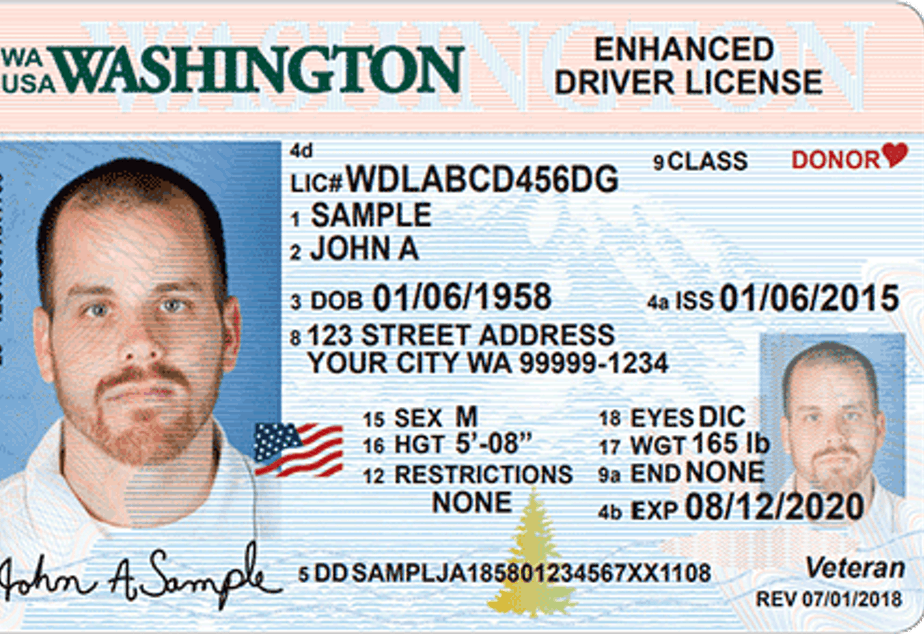 WA WASHINGTON
USA
ENHANCED
DRIVER LICENSE
4d
LIC# WDLABCD456DG
9 CLASS
DONOR
1 SAMPLE
2 JOHN A
3 DOB 01/06/1958
4a ISS 01/06/2015
8 123 STREET ADDRESS
YOUR CITY WA 99999-1234
15 SEX M
18 EYES DIC
16 HGT 5'-08"
17 WGT 165 lb
12 RESTRICTIONS
NONE
9a END NONE
4b EXP 08/12/2020
John A Sample
5 DD SAMPLJA185801234567XX1108
Veteran
REV 07/01/2018